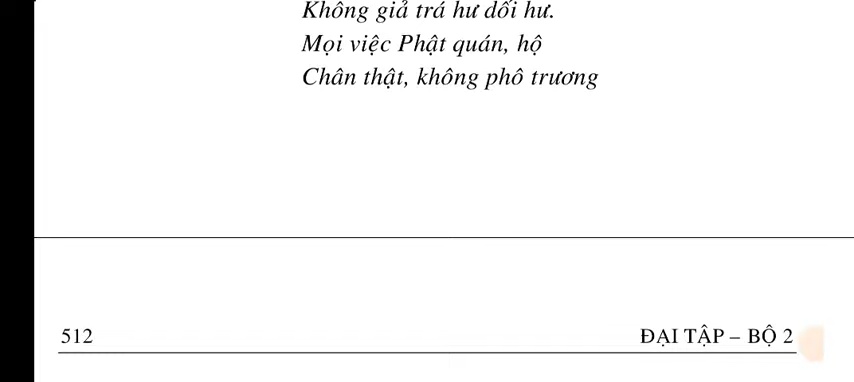 Không giả trá hư dối hư.
Mọi việc Phật quán, hộ
Chân thật, không phô trương
512
ĐẠI TẬP – BỘ 2